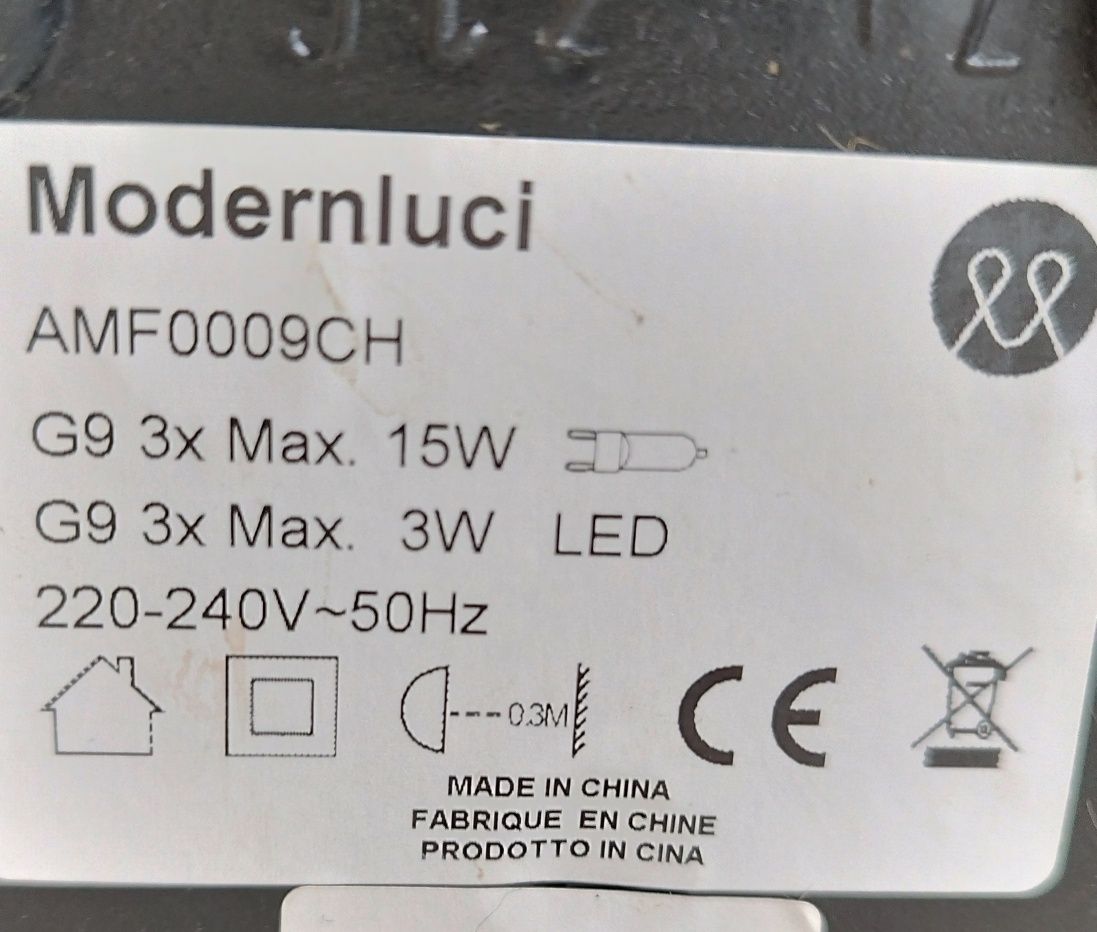 Modernluci
AMF0009CH
G9 3x Max. 15W
G9 3x Max. 3W LED
220-240V~50Hz
0.3M
CE
MADE IN CHINA
FABRIQUE EN CHINE
PRODOTTO IN CINA